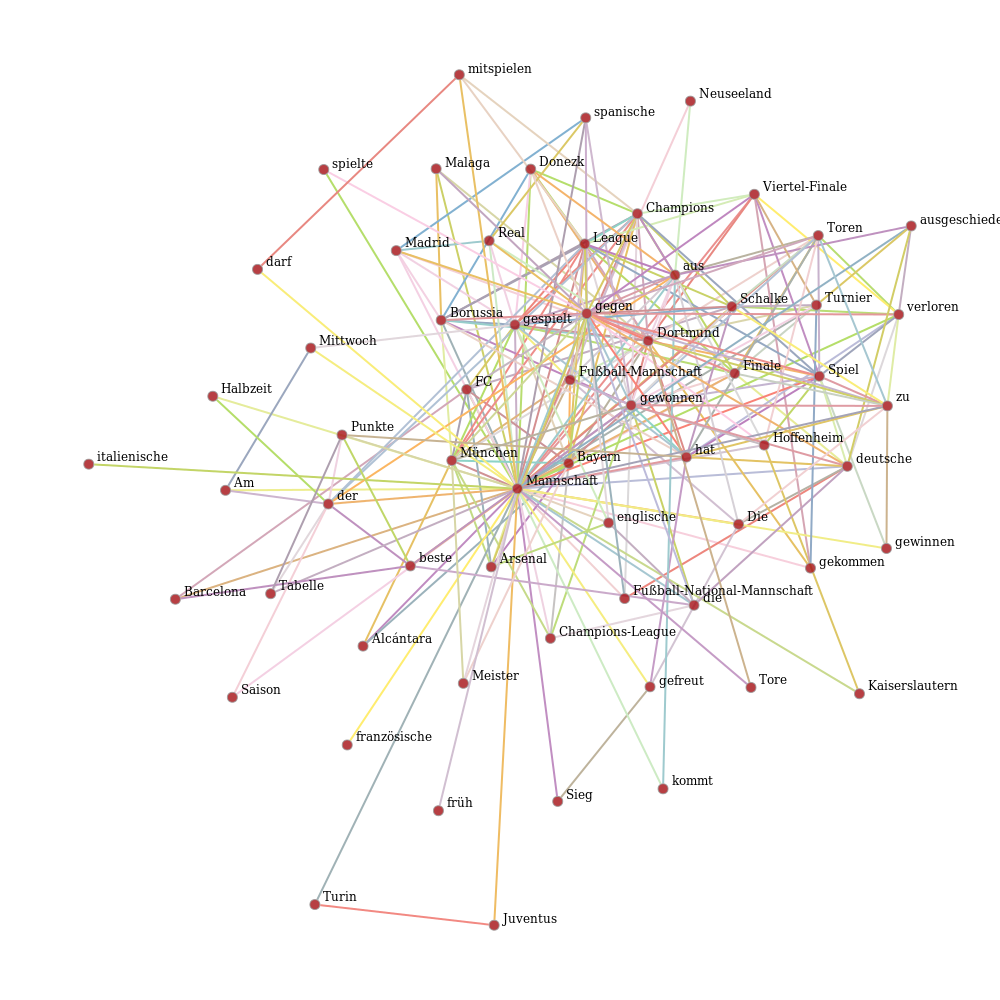 mitspielen
Neuseeland
spanische
spielte
Malaga
Donezk
Viertel-Finale
Champions
ausgeschiede
Toren
Real
League
Madrid
darf
aus
Schalke
Turnier
gegen
verloren
Borussia
gespielt
Dortmund
Mittwoch
Finale
Spiel
Fußball-Mannschaft
FC
Halbzeit
gewonnen
zu
Punkte
Hoffenheim
italienische
München
Bayern
hat
deutsche
Am
Mannschaft
der
englische
Die
gewinnen
beste
Arsenal
gekommen
Barcelona
Tabelle
Fußball-National-Mannschaft
die
Alcántara
Champions-League
Meister
Saison
gefreut
Tore
Kaiserslautern
französische
kommt
früh
Sieg
Turin
Juventus